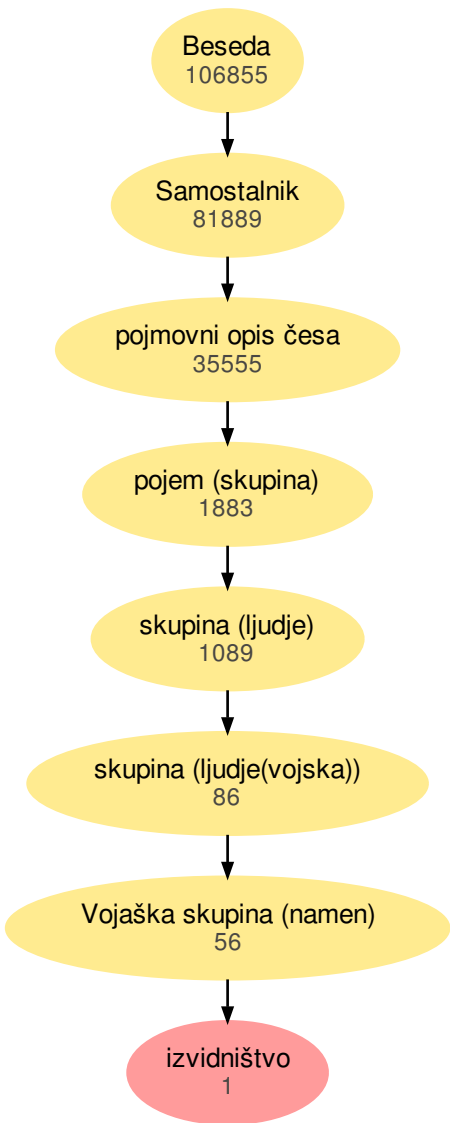 Beseda
106855
Samostalnik
81889
pojmovni opis česa
35555
pojem (skupina)
1883
skupina (ljudje)
1089
skupina (ljudje(vojska))
86
Vojaška skupina (namen)
56
izvidništvo
1